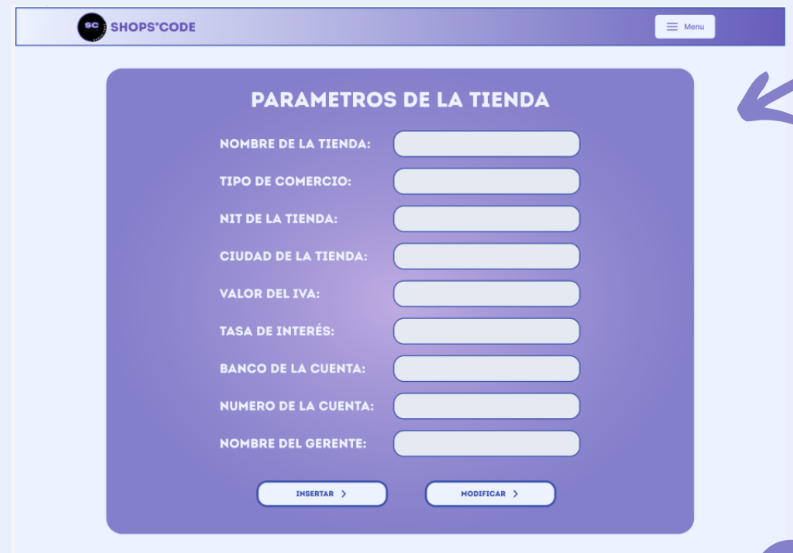 SC SHOPS*CODE
Menu
PARAMETROS DE LA TIENDA
NOMBRE DE LA TIENDA:
TIPO DE COMERCIO:
NIT DE LA TIENDA:
CIUDAD DE LA TIENDA:
VALOR DEL IVA:
TASA DE INTERÉS:
BANCO DE LA CUENTA:
NUMERO DE LA CUENTA:
NOMBRE DEL GERENTE:
INSERTAR
MODIFICAR